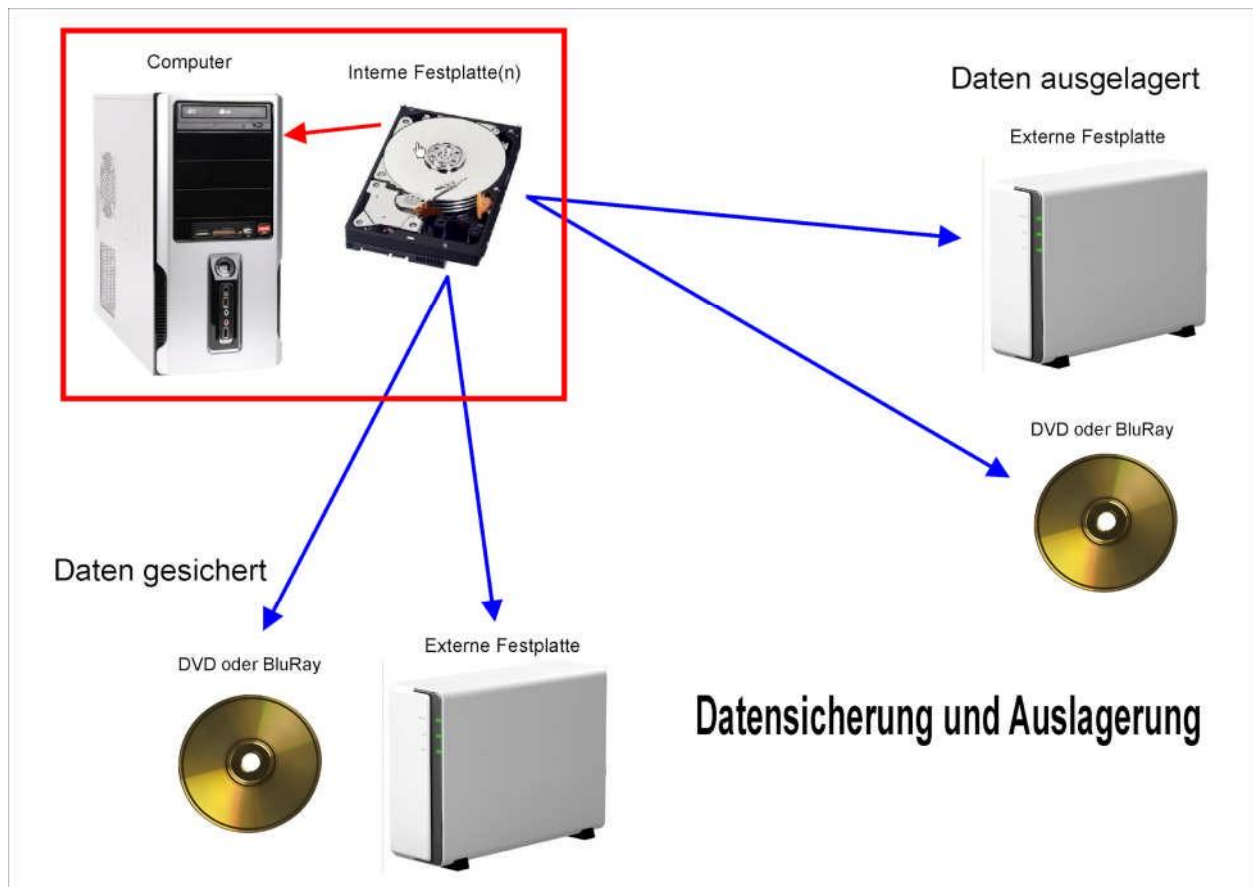 Computer
Interne Festplatte(n)
Daten ausgelagert
Externe Festplatte
DVD oder BluRay
Daten gesichert
DVD oder BluRay
Externe Festplatte
Datensicherung und Auslagerung